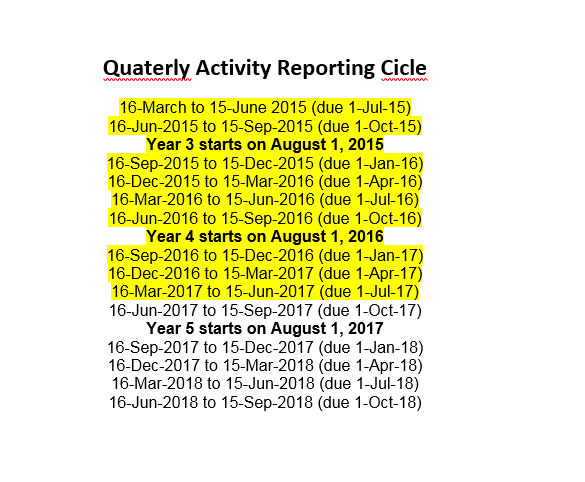 Quaterly Activity Reporting Cicle
16-March to 15-June 2015 (due 1-Jul-15)
16-Jun-2015 to 15-Sep-2015 (due 1-Oct-15)
Year 3 starts on August 1, 2015
16-Sep-2015 to 15-Dec-2015 (due 1-Jan-16)
16-Dec-2015 to 15-Mar-2016 (due 1-Apr-16)
16-Mar-2016 to 15-Jun-2016 (due 1-Jul-16)
16-Jun-2016 to 15-Sep-2016 (due 1-Oct-16)
Year 4 starts on August 1, 2016
16-Sep-2016 to 15-Dec-2016 (due 1-Jan-17)
16-Dec-2016 to 15-Mar-2017 (due 1-Apr-17)
16-Mar-2017 to 15-Jun-2017 (due 1-Jul-17)
16-Jun-2017 to 15-Sep-2017 (due 1-Oct-17)
Year 5 starts on August 1, 2017
16-Sep-2017 to 15-Dec-2017 (due 1-Jan-18)
16-Dec-2017 to 15-Mar-2018 (due 1-Apr-18)
16-Mar-2018 to 15-Jun-2018 (due 1-Jul-18)
16-Jun-2018 to 15-Sep-2018 (due 1-Oct-18)